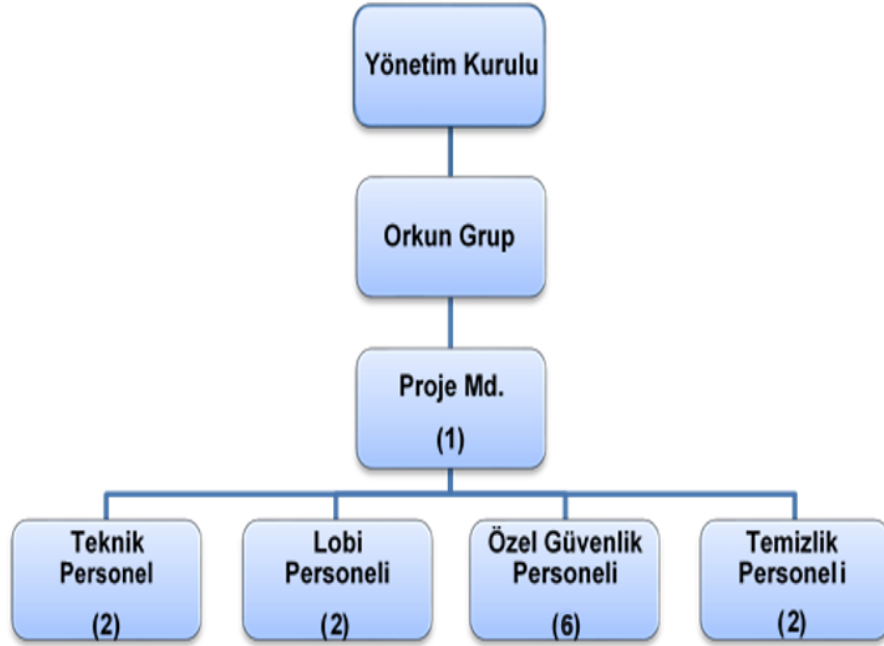 Yönetim Kurulu
Orkun Grup
Proje Md.
(1)
Teknik
Personel
(2)
Lobi
Personeli
(2)
Özel Güvenlik
Personeli
(6)
Temizlik
Personeli
(2)